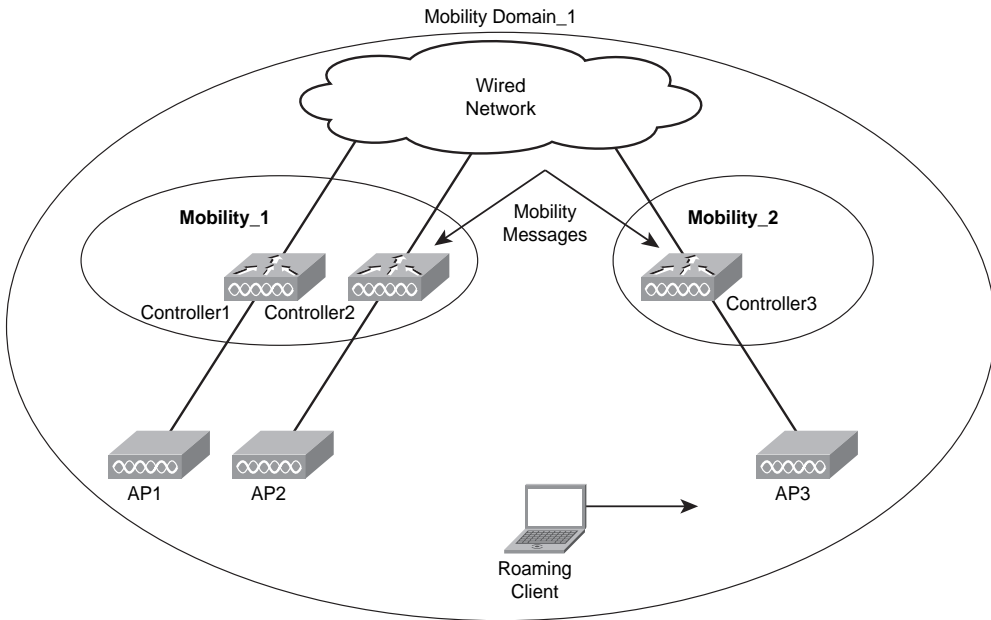 Mobility Domain_1
Wired
Network
Mobility_1
Mobility
Messages
Mobility_2
Controller1
Controller2
Controller3
AP1
AP2
AP3
Roaming
Client